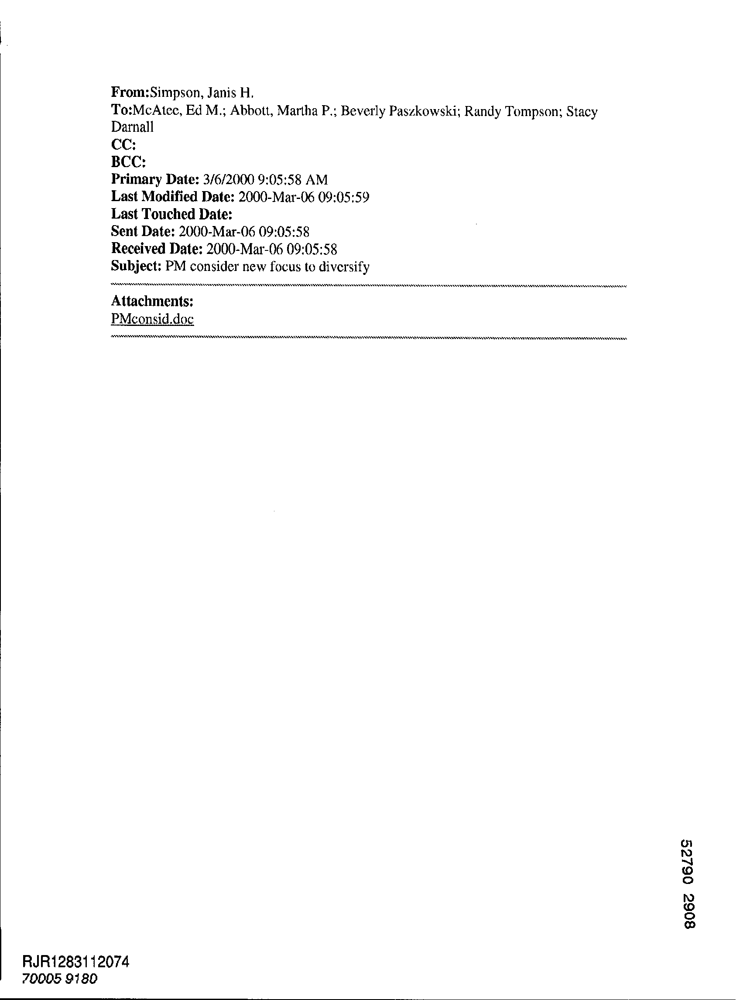 From:Simpson, Janis H.
To:McAtee, Ed M.; Abbott, Martha P.; Beverly Paszkowski; Randy Tompson; Stacy
Darnall
CC:
BCC:
Primary Date: 3/6/2000 9:05:58 AM
Last Modified Date: 2000-Mar-06 09:05:59
Last Touched Date:
Sent Date: 2000-Mar-06 09:05:58
Received Date: 2000-Mar-06 09:05:58
Subject: PM consider new focus to diversify
Attachments:
PMconsid.doc
52790 2908
RJR1283112074
70005 9180